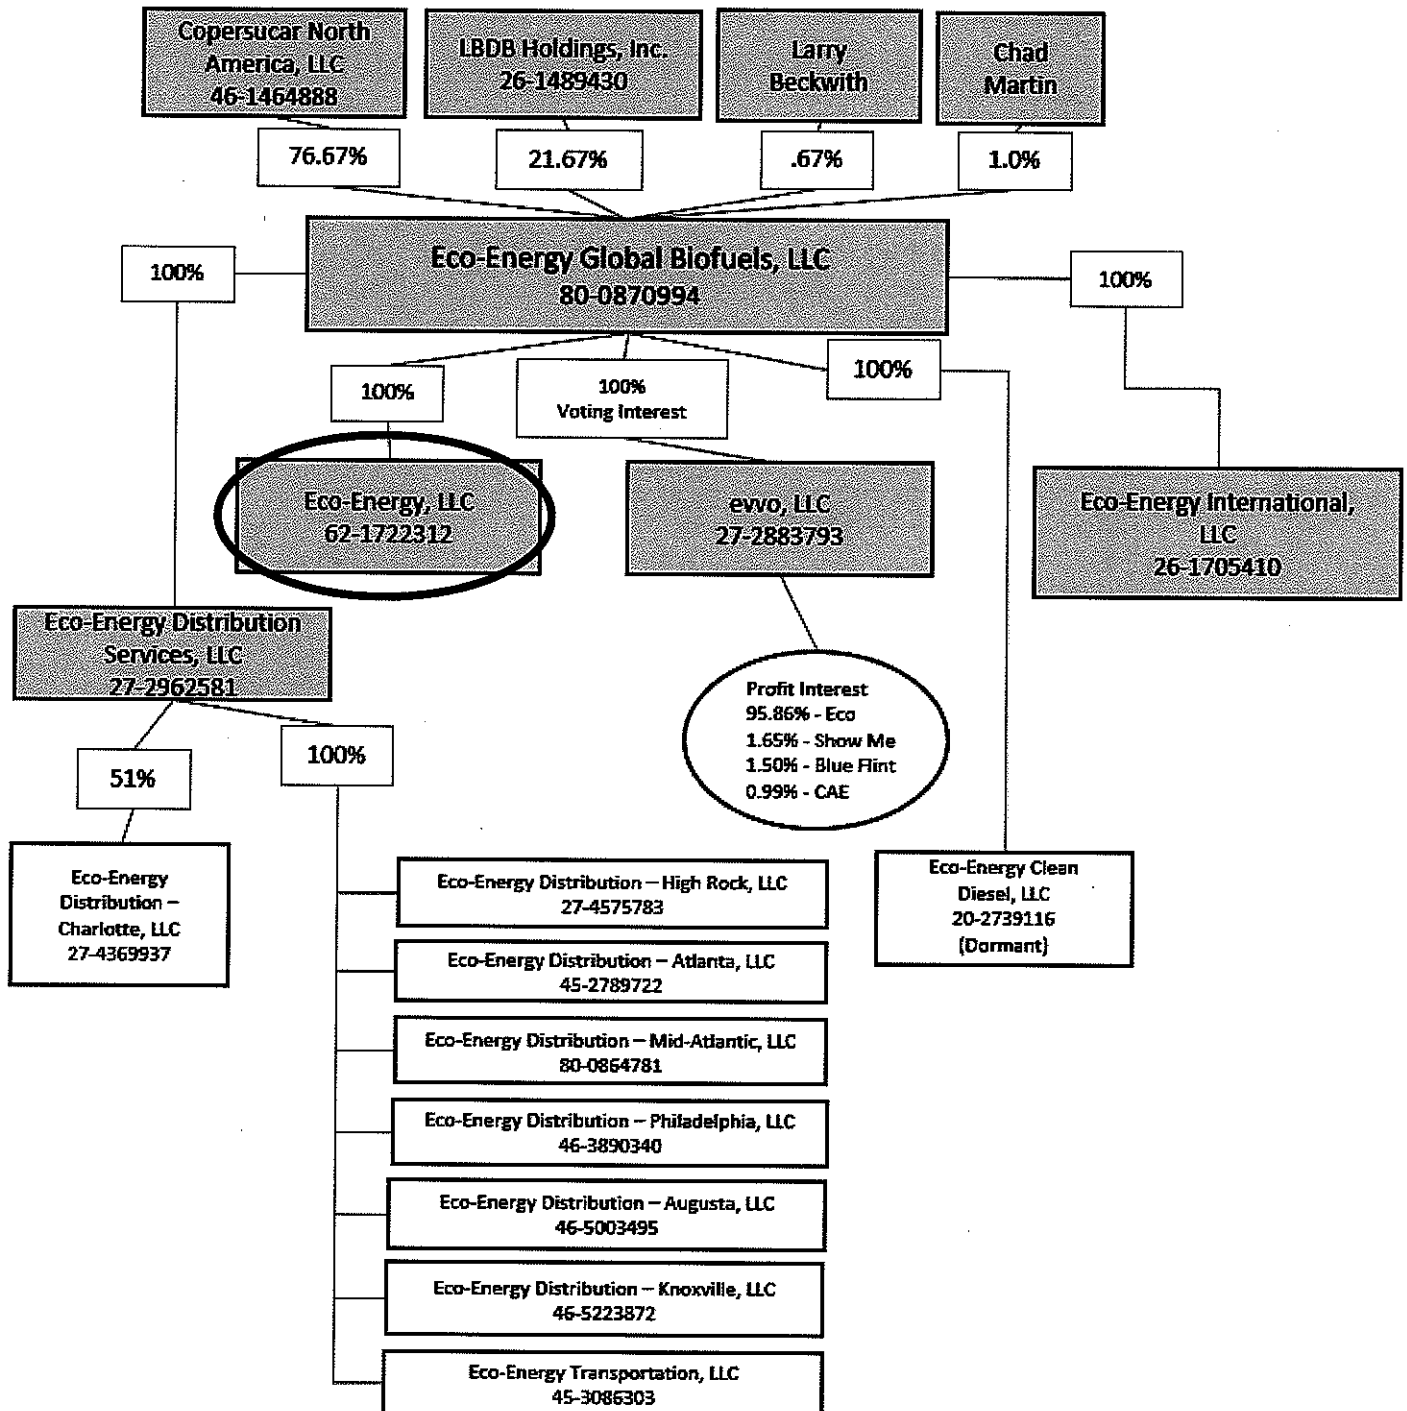 Copersucar North
America, LLC
46-1464888
LBDB Holdings, Inc.
26-1489430
Larry
Beckwith
Chad
Martin
76.67%
21.67%
.67%
1.0%
Eco-Energy Global Biofuels, LLC
80-0870994
100%
100%
100%
100%
Voting Interest
100%
Eco-Energy, LLC
62-1722312
evvo, LLC
27-2883793
Eco-Energy International,
LLC
26-1705410
Eco-Energy Distribution
Services, LLC
27-2962581
Profit Interest
95.86% - Eco
1.65% - Show Me
1.50% - Blue Flint
0.99% - CAE
51%
100%
Eco-Energy
Distribution –
Charlotte, LLC
27-4369937
Eco-Energy Clean
Diesel, LLC
20-2739116
(Dormant)
Eco-Energy Distribution – High Rock, LLC
27-4575783
Eco-Energy Distribution – Atlanta, LLC
45-2789722
Eco-Energy Distribution – Mid-Atlantic, LLC
80-0864781
Eco-Energy Distribution – Philadelphia, LLC
46-3890340
Eco-Energy Distribution – Augusta, LLC
46-5003495
Eco-Energy Distribution – Knoxville, LLC
46-5223872
Eco-Energy Transportation, LLC
45-3086303